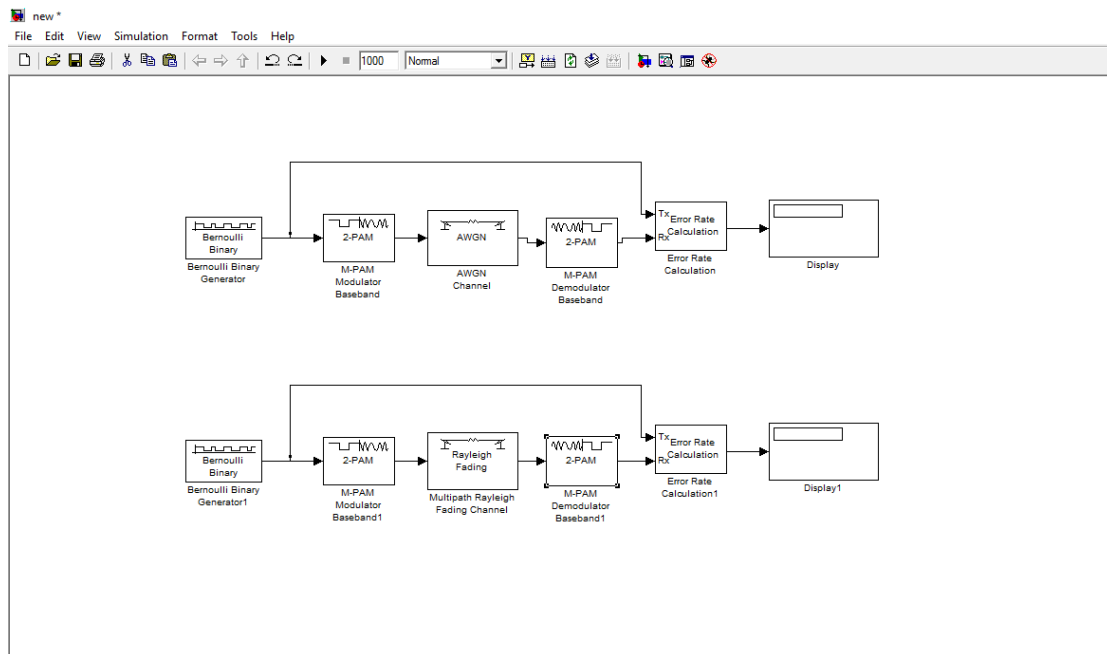 new *
File Edit View Simulation Format Tools Help
1000 Normal
Bernoulli
Binary
Bernoulli Binary
Generator
2-PAM
M-PAM
Modulator
Baseband
AWGN
AWGN
Channel
2-PAM
M-PAM
Demodulator
Baseband
Tx
Rx
Error Rate
Calculation
Error Rate
Calculation
Display
Bernoulli
Binary
Bernoulli Binary
Generator1
2-PAM
M-PAM
Modulator
Baseband1
Rayleigh
Fading
Multipath Rayleigh
Fading Channel
2-PAM
M-PAM
Demodulator
Baseband1
Tx
Rx
Error Rate
Calculation
Error Rate
Calculation1
Display1